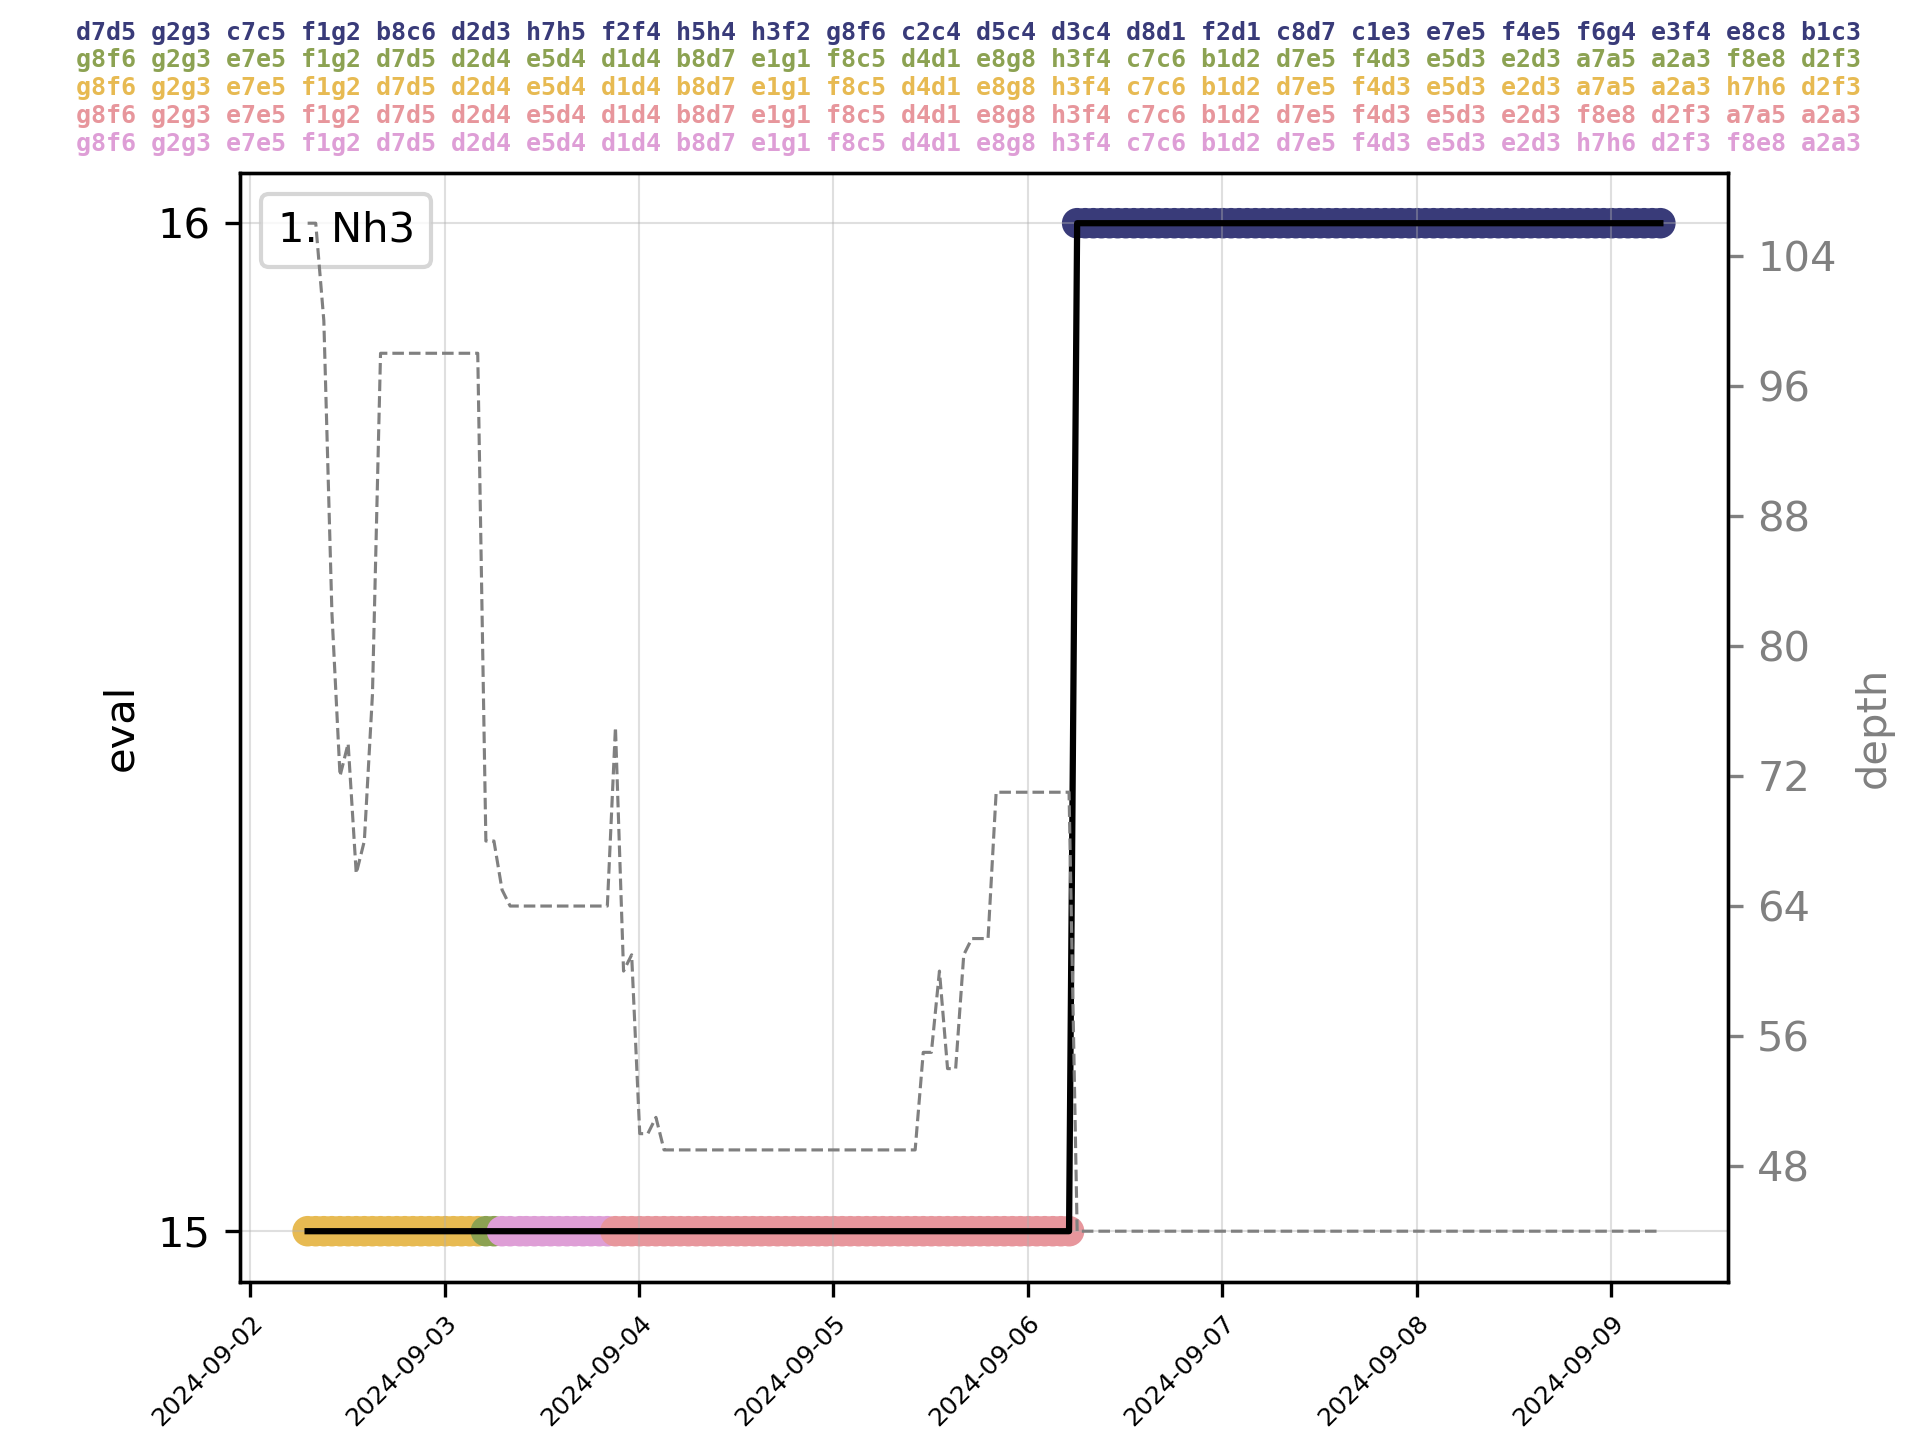 d7d5 g2g3 c7c5 f1g2 b8c6 d2d3 h7h5 f2f4 h5h4 h3f2 g8f6 c2c4 d5c4 d3c4 d8d1 f2d1 c8d7 c1e3 e7e5 f4e5 f6g4 e3f4 e8c8 b1c3
g8f6 g2g3 e7e5 f1g2 d7d5 d2d4 e5d4 d1d4 b8d7 e1g1 f8c5 d4d1 e8g8 h3f4 c7c6 b1d2 d7e5 f4d3 e5d3 e2d3 a7a5 a2a3 f8e8 d2f3
g8f6 g2g3 e7e5 f1g2 d7d5 d2d4 e5d4 d1d4 b8d7 e1g1 f8c5 d4d1 e8g8 h3f4 c7c6 b1d2 d7e5 f4d3 e5d3 e2d3 a7a5 a2a3 h7h6 d2f3
g8f6 g2g3 e7e5 f1g2 d7d5 d2d4 e5d4 d1d4 b8d7 e1g1 f8c5 d4d1 e8g8 h3f4 c7c6 b1d2 d7e5 f4d3 e5d3 e2d3 f8e8 d2f3 a7a5 a2a3
g8f6 g2g3 e7e5 f1g2 d7d5 d2d4 e5d4 d1d4 b8d7 e1g1 f8c5 d4d1 e8g8 h3f4 c7c6 b1d2 d7e5 f4d3 e5d3 e2d3 h7h6 d2f3 f8e8 a2a3
1. Nh3
16
15
eval
104
96
88
80
72
64
56
48
depth
2024-09-02
2024-09-03
2024-09-04
2024-09-05
2024-09-06
2024-09-07
2024-09-08
2024-09-09